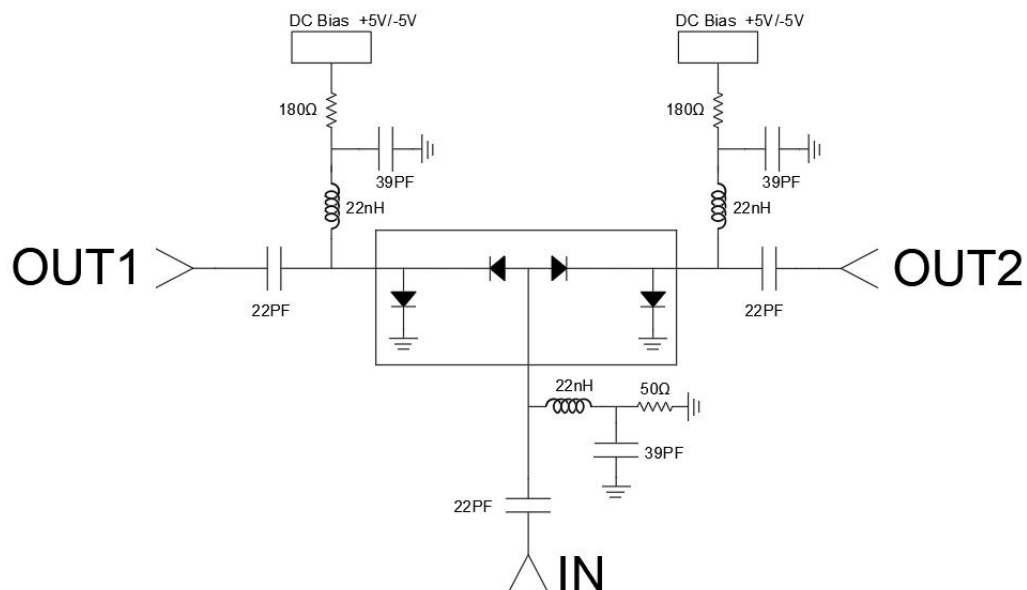 DC Bias +5V/-5V
DC Bias +5V/-5V
180Ω
180Ω
39PF
39PF
22nH
22nH
OUT1
OUT2
22PF
22PF
22nH
50Ω
39PF
22PF
IN